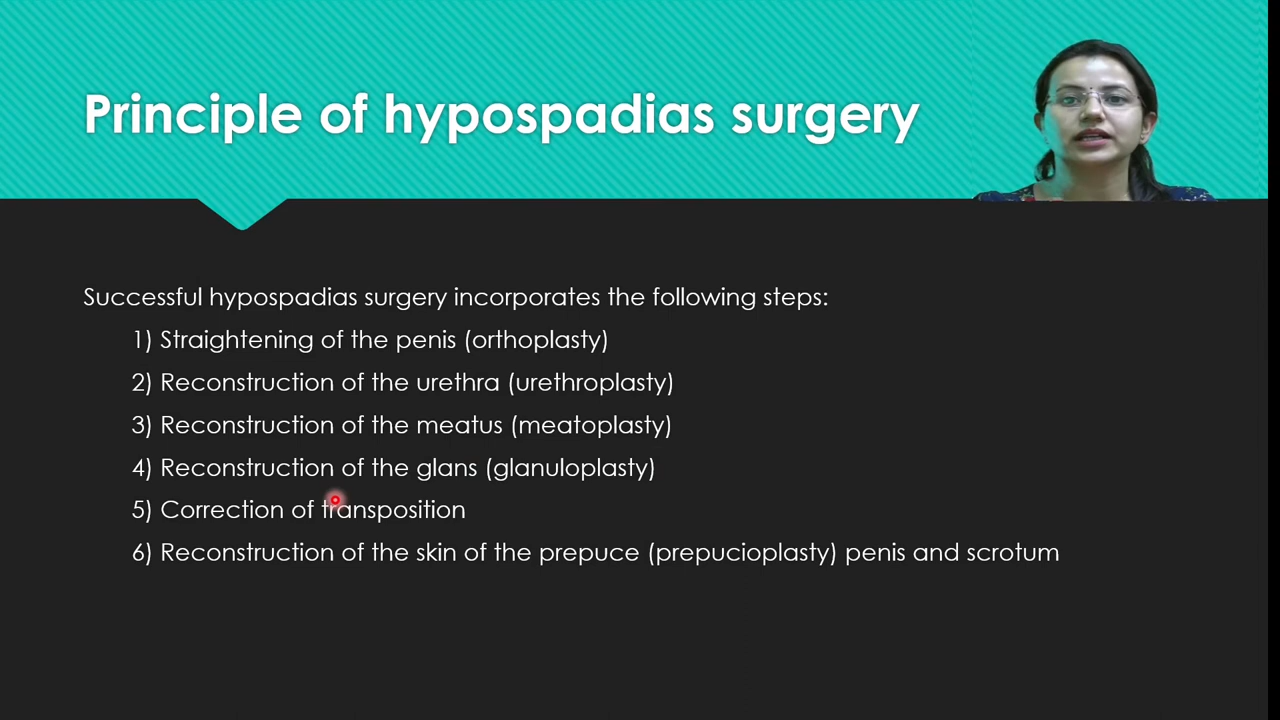 Principle of hypospadias surgery
Successful hypospadias surgery incorporates the following steps:
1) Straightening of the penis (orthoplasty)
2) Reconstruction of the urethra (urethroplasty)
3) Reconstruction of the meatus (meatoplasty)
4) Reconstruction of the glans (glanuloplasty)
5) Correction of transposition
6) Reconstruction of the skin of the prepuce (prepucioplasty) penis and scrotum